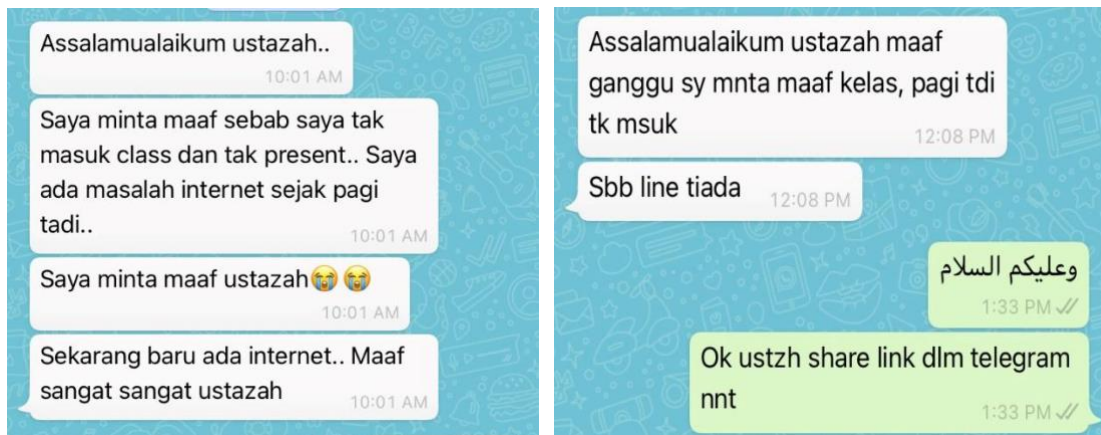 Assalamualaikum ustazah..
10:01 AM
Saya minta maaf sebab saya tak
masuk class dan tak present.. Saya
ada masalah internet sejak pagi
tadi..
10:01 AM
Saya minta maaf ustazah😭😭
10:01 AM
Sekarang baru ada internet.. Maaf
sangat sangat ustazah
10:01 AM
Assalamualaikum ustazah maaf
ganggu sy mnta maaf kelas, pagi tdi
tk msuk
12:08 PM
Sbb line tiada
12:08 PM
وعليكم السلام
1:33 PM
Ok ustzh share link dlm telegram
nnt
1:33 PM